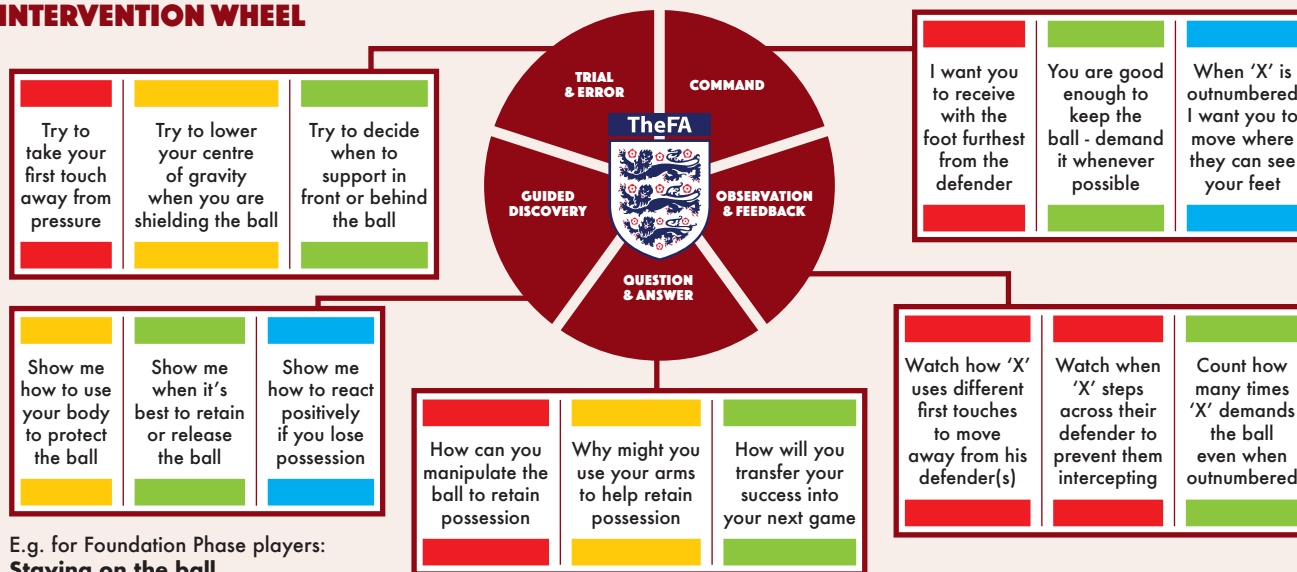 INTERVENTION WHEEL
TRIAL
& ERROR
COMMAND
TheFA
GUIDED
DISCOVERY
OBSERVATION
& FEEDBACK
QUESTION
& ANSWER
Try to
take your
first touch
away from
pressure
Try to lower
your centre
of gravity
when you are
shielding the ball
Try to decide
when to
support in
front or behind
the ball
I want you
to receive
with the
foot furthest
from the
defender
You are good
enough to
keep the
ball - demand
it whenever
possible
When ‘X’ is
outnumbered
I want you to
move where
they can see
your feet
Show me
how to use
your body
to protect
the ball
Show me
when it's
best to retain
or release
the ball
Show me
how to react
positively
if you lose
possession
How can you
manipulate the
ball to retain
possession
Why might you
use your arms
to help retain
possession
How will you
transfer your
success into
your next game
Watch how ‘X’
uses different
first touches
to move
away from his
defender(s)
Watch when
‘X’ steps
across their
defender to
prevent them
intercepting
Count how
many times
‘X’ demands
the ball
even when
outnumbered
E.g. for Foundation Phase players:
Staying on the ball